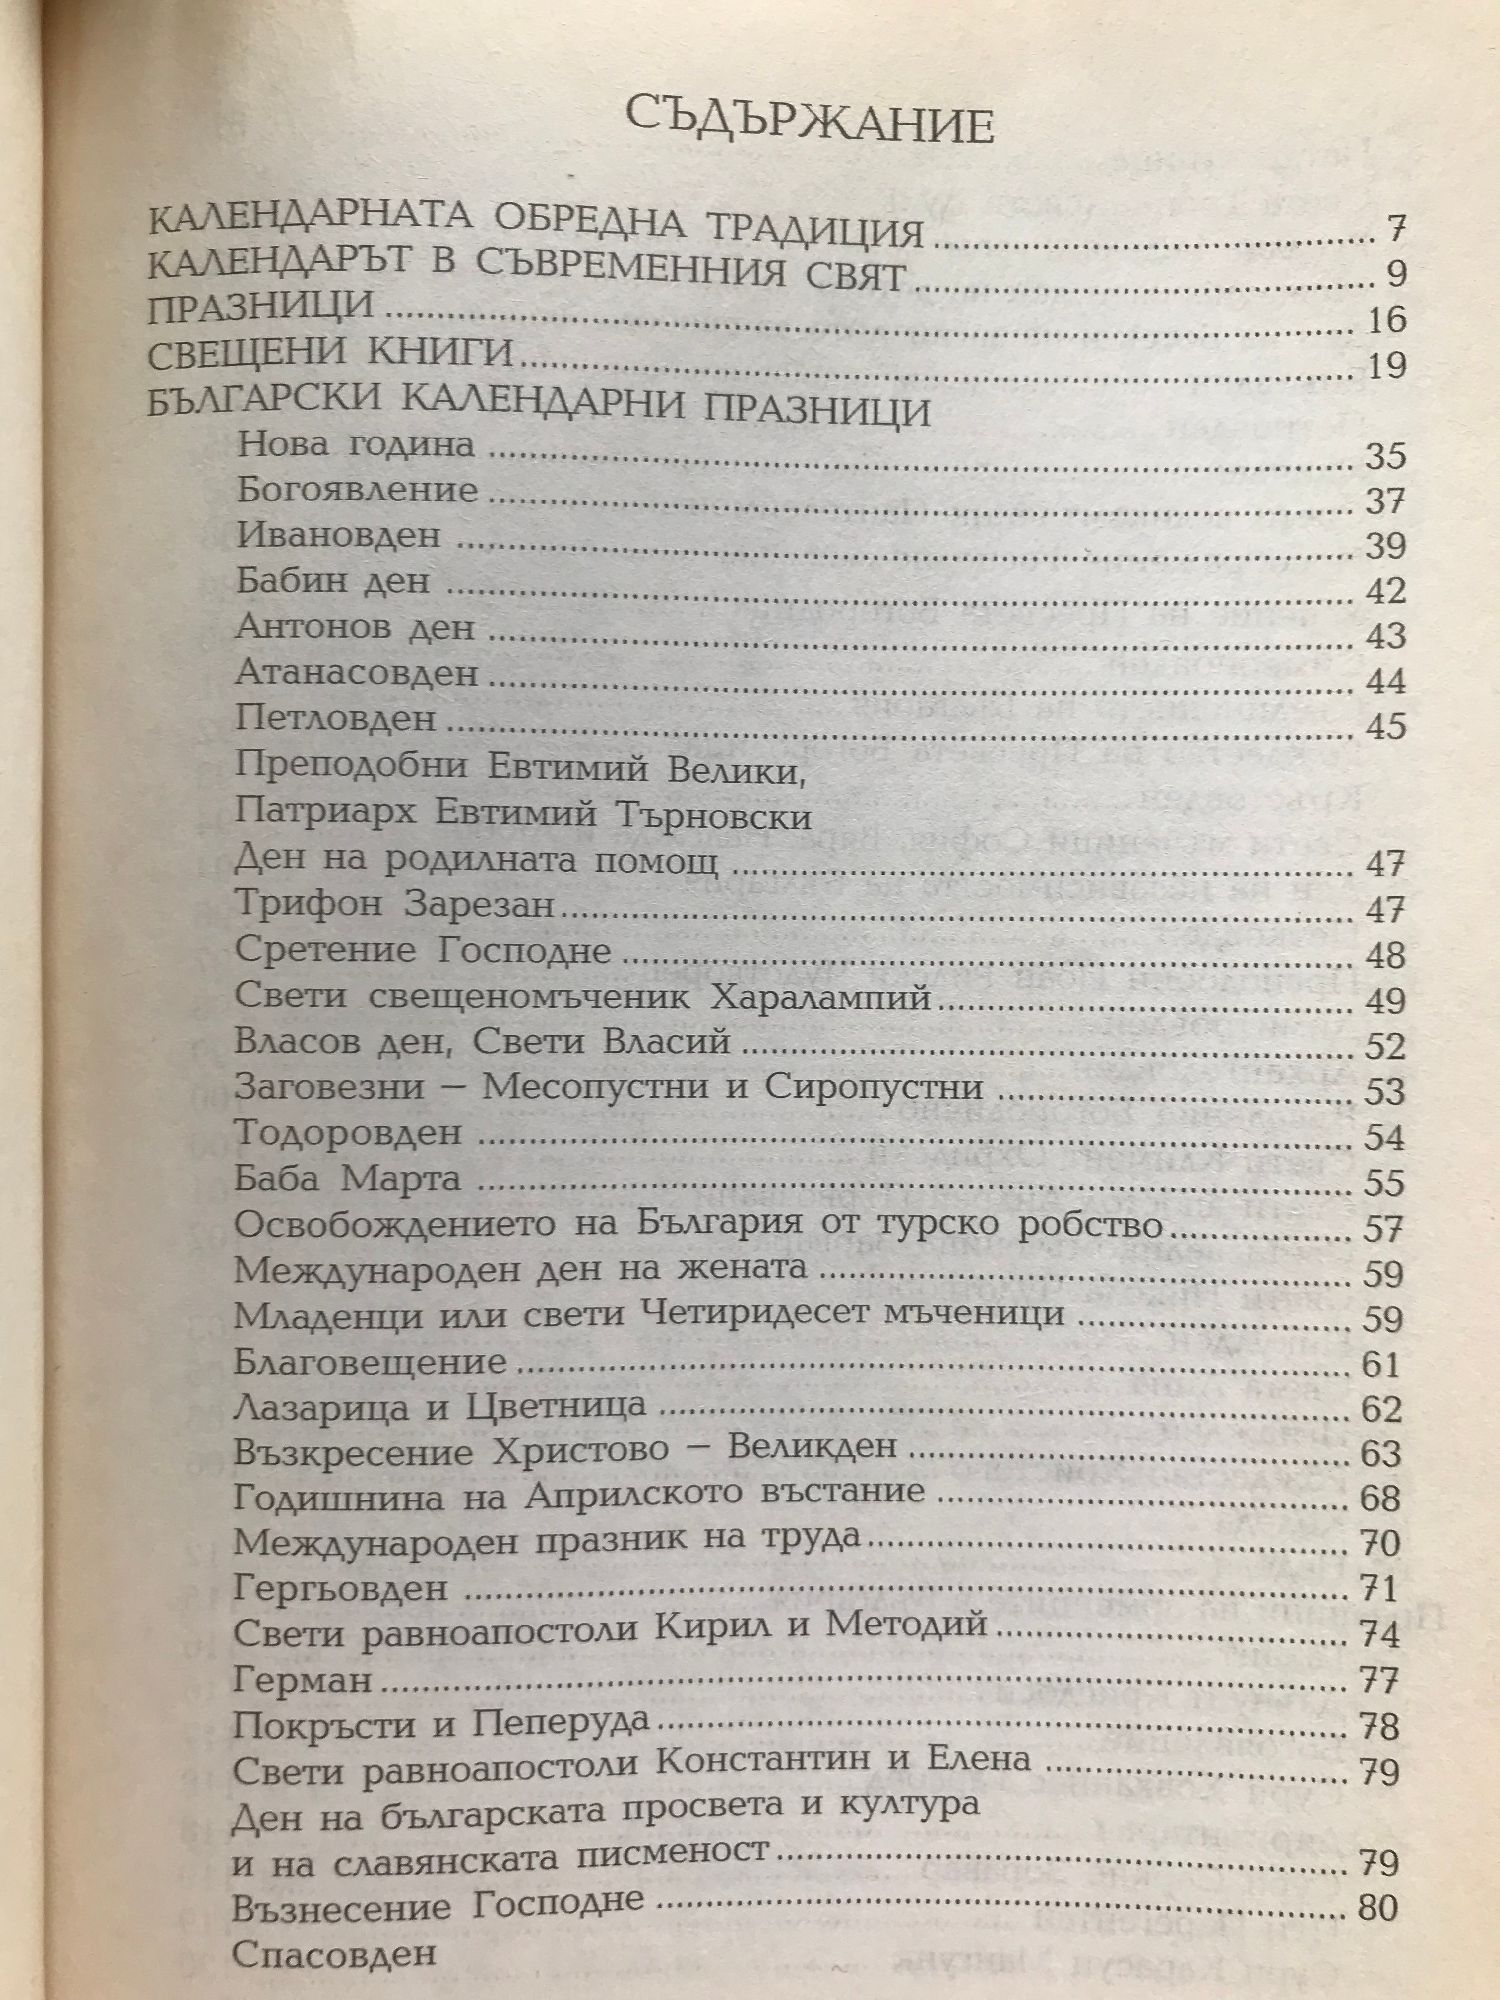 СЪДЪРЖАНИЕ
КАЛЕНДАРНАТА ОБРЕДНА ТРАДИЦИЯ 7
КАЛЕНДАРЪТ В СЪВРЕМЕННИЯ СВЯТ 9
ПРАЗНИЦИ 16
СВЕЩЕНИ КНИГИ 19
БЪЛГАРСКИ КАЛЕНДАРНИ ПРАЗНИЦИ
Нова година 35
Богоявление 37
Ивановден 39
Бабин ден 42
Антонов ден 43
Атанасовден 44
Петловден 45
Преподобни Евтимий Велики,
Патриарх Евтимий Търновски
Ден на родилната помощ 47
Трифон Зарезан 47
Сретение Господне 48
Свети свещеномъченик Харалампий 49
Власов ден, Свети Власий 52
Заговезни – Месопустни и Сиропустни 53
Тодоровден 54
Баба Марта 55
Освобождението на България от турско робство 57
Международен ден на жената 59
Младенци или свети Четиридесет мъченици 59
Благовещение 61
Лазарица и Цветница 62
Възкресение Христово – Великден 63
Годишнина на Априлското въстание 68
Международен празник на труда 70
Гергьовден 71
Свети равноапостоли Кирил и Методий 74
Герман 77
Покръсти и Пеперуда 78
Свети равноапостоли Константин и Елена 79
Ден на българската просвета и култура
и на славянската писменост 79
Възнесение Господне 80
Спасовден